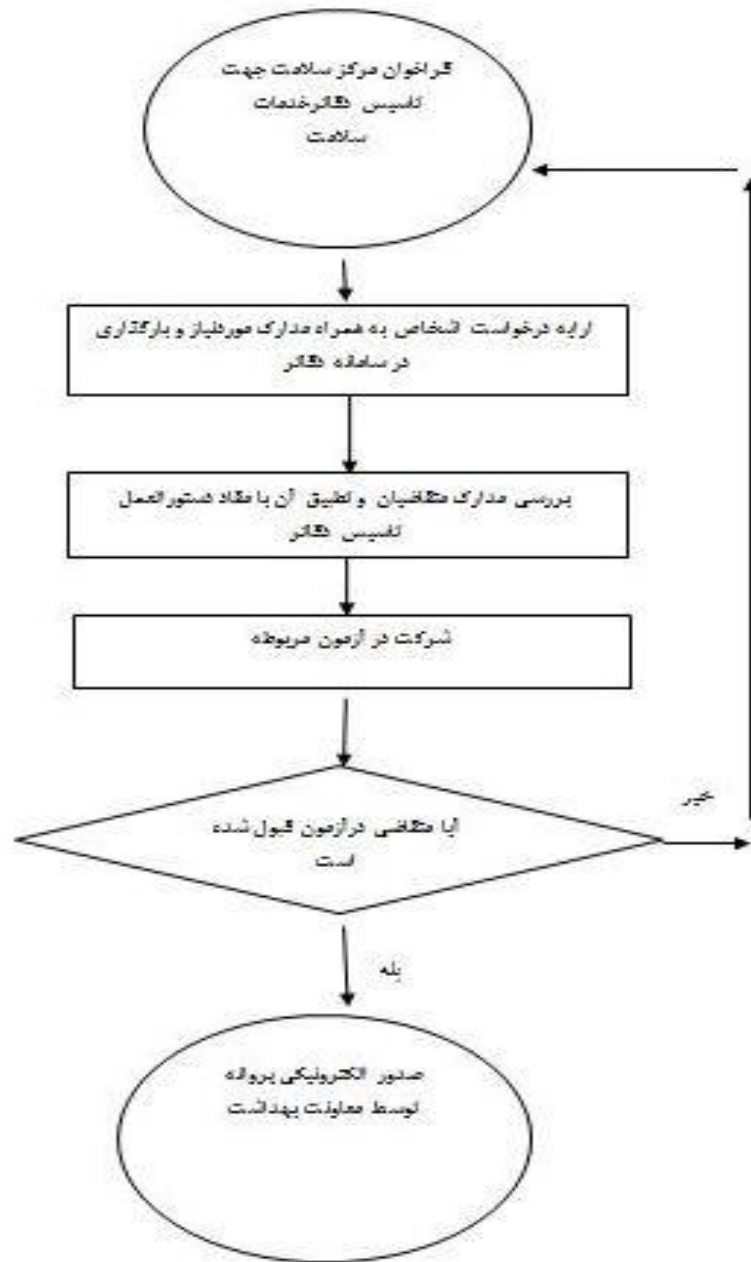 فراخوان مرکز سلامت جهت
تاسیس دفاترخدمات
سلامت
ارایه درخواست اشخاص به همراه مدارک موردنیاز و بارگذاری
در سامانه دفاتر
بررسی مدارک متقاضیان و تطبیق آن با مفاد دستورالعمل
تاسیس دفاتر
شرکت در آزمون مربوطه
آیا متقاضی درآزمون قبول شده
است
خیر
بله
صدور الکترونیکی پروانه
توسط معاونت بهداشت